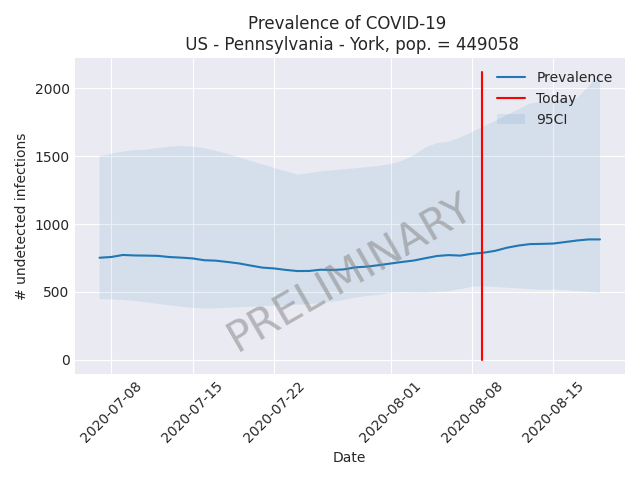 Prevalence of COVID-19
US - Pennsylvania - York, pop. = 449058
Prevalence
Today
95CI
2000
1500
1000
500
0
# undetected infections
PRELIMINARY
2020-07-08
2020-07-15
2020-07-22
2020-08-01
2020-08-08
2020-08-15
Date